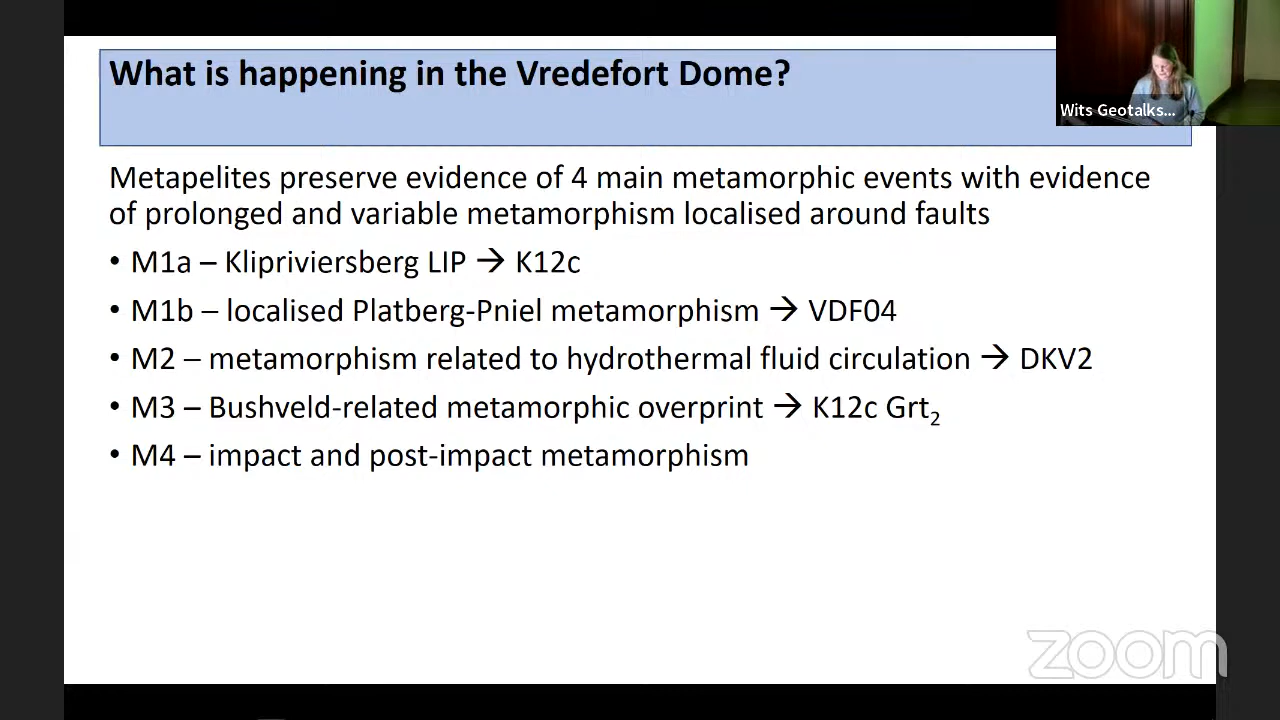 What is happening in the Vredefort Dome?
Wits Geotalks...
Metapelites preserve evidence of 4 main metamorphic events with evidence
of prolonged and variable metamorphism localised around faults
• M1a – Klipriviersberg LIP → K12c
• M1b – localised Platberg-Pniel metamorphism → VDF04
• M2 – metamorphism related to hydrothermal fluid circulation → DKV2
• M3 – Bushveld-related metamorphic overprint → K12c Grt₂
• M4 – impact and post-impact metamorphism
zoom